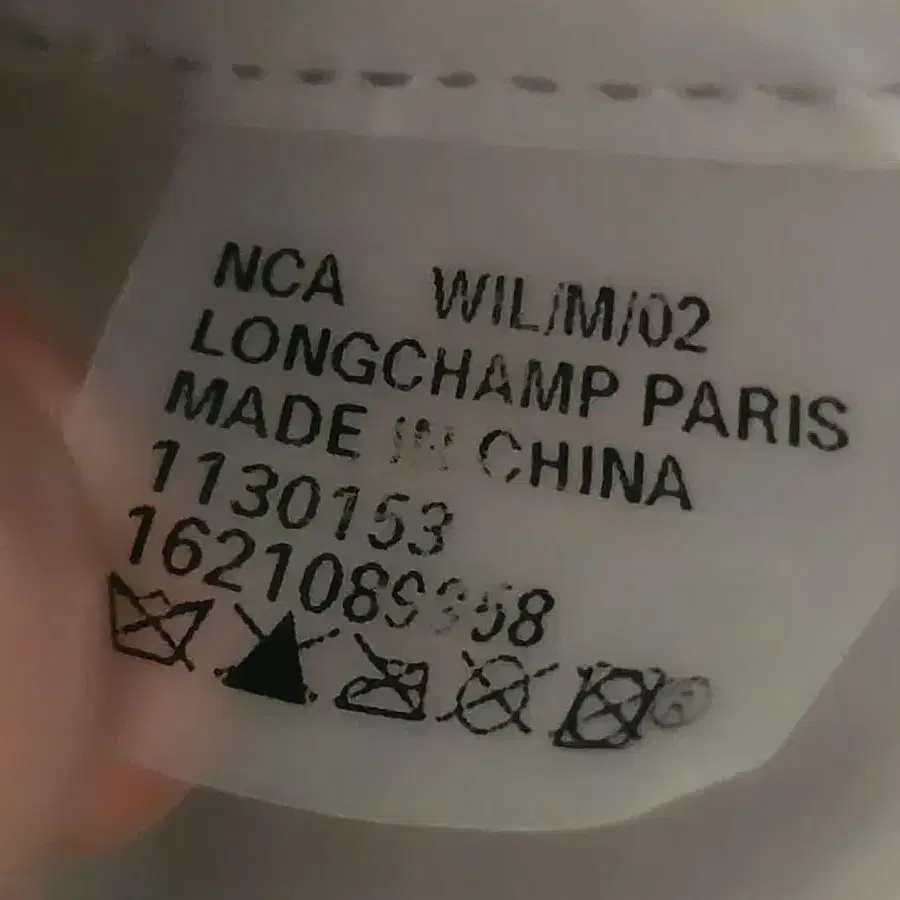 NCA WIL/M/02
LONGCHAMP PARIS
MADE IN CHINA
1130153